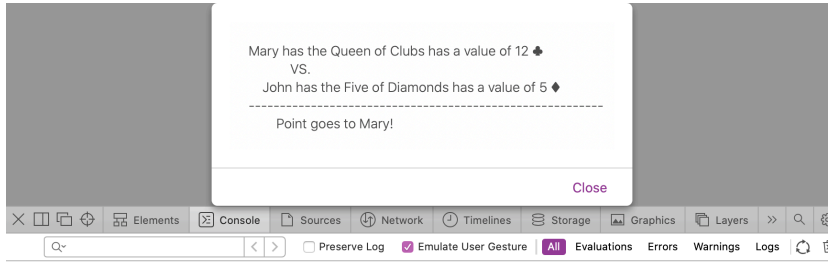 Mary has the Queen of Clubs has a value of 12 ♣
VS.
John has the Five of Diamonds has a value of 5 ♦
------------------------------------------------------------
Point goes to Mary!
Close
Elements Console Sources Network Timelines Storage Graphics Layers
Preserve Log Emulate User Gesture All Evaluations Errors Warnings Logs